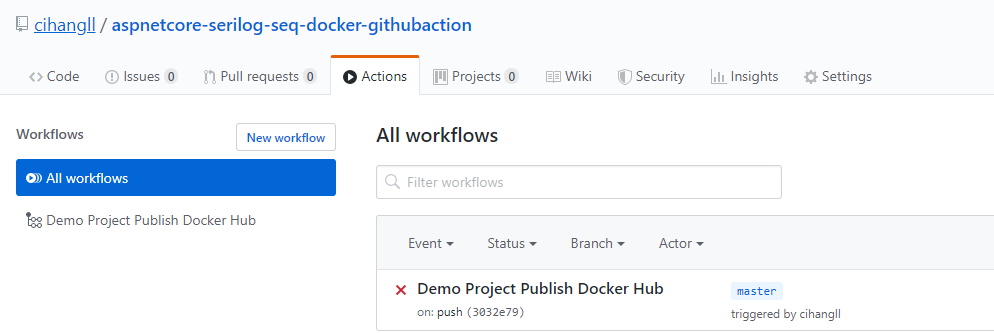 cihangll / aspnetcore-serilog-seq-docker-githubaction
Code Issues 0 Pull requests 0 Actions Projects 0 Wiki Security Insights Settings
Workflows
New workflow
All workflows
Demo Project Publish Docker Hub
All workflows
Filter workflows
Event Status Branch Actor
Demo Project Publish Docker Hub master
on: push (3032e79) triggered by cihangll